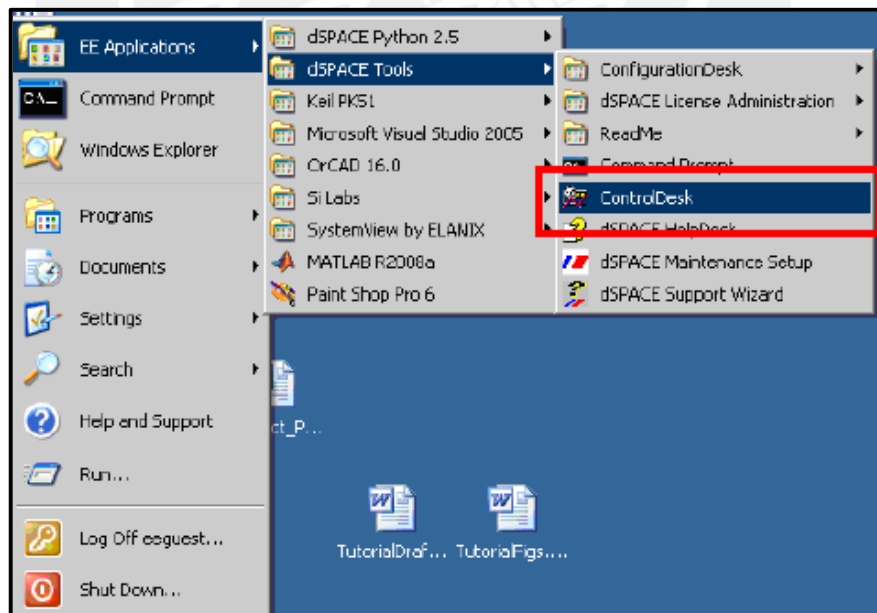 EE Applications
Command Prompt
Windows Explorer
Programs
Documents
Settings
Search
Help and Support
Run...
Log Off eeguest...
Shut Down...
dSPACE Python 2.5
dSPACE Tools
Keil PK51
Microsoft Visual Studio 2005
OrCAD 16.0
Si Labs
SystemView by ELANIX
MATLAB R2008a
Paint Shop Pro 6
ConfigurationDesk
dSPACE License Administration
ReadMe
Command Prompt
ControlDesk
dSPACE HelpDesk
dSPACE Maintenance Setup
dSPACE Support Wizard
ct_P...
TutorialDraf...
TutorialFigs....